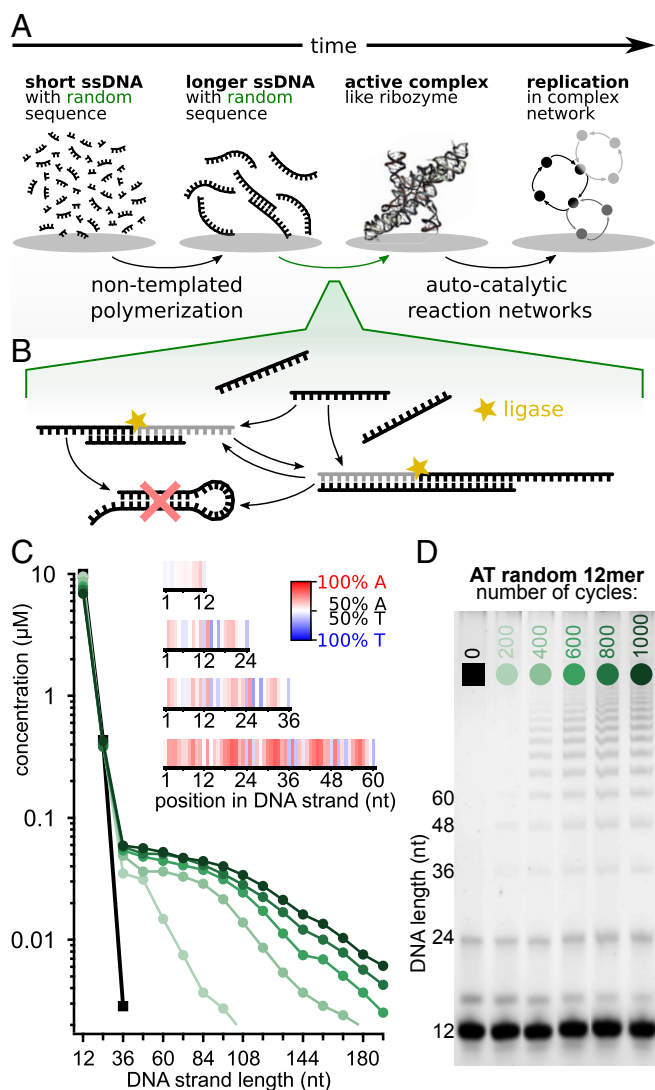 A
time
short ssDNA
with random
sequence
longer ssDNA
with random
sequence
active complex
like ribozyme
replication
in complex
network
non-templated
polymerization
auto-catalytic
reaction networks
B
ligase
C
concentration (µM)
10
1
0.1
0.01
12 36 60 84 108 144 180
DNA strand length (nt)
1 12
1 12 24
1 12 24 36
1 12 24 36 48 60
position in DNA strand (nt)
100% A
50% A
50% T
100% T
D
AT random 12mer
number of cycles:
0 200 400 600 800 1000
DNA length (nt)
60
48
36
24
12